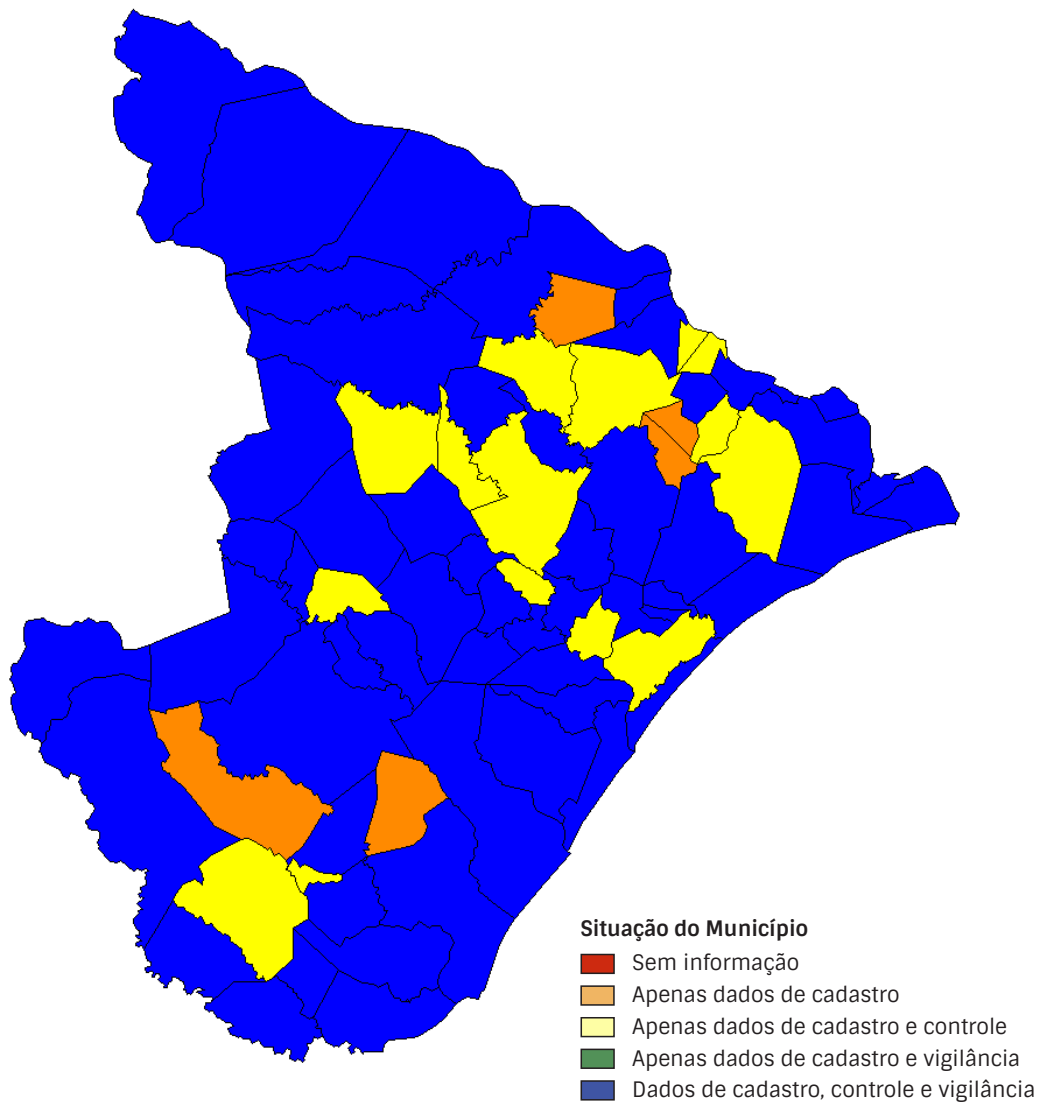 Situação do Município
Sem informação
Apenas dados de cadastro
Apenas dados de cadastro e controle
Apenas dados de cadastro e vigilância
Dados de cadastro, controle e vigilância